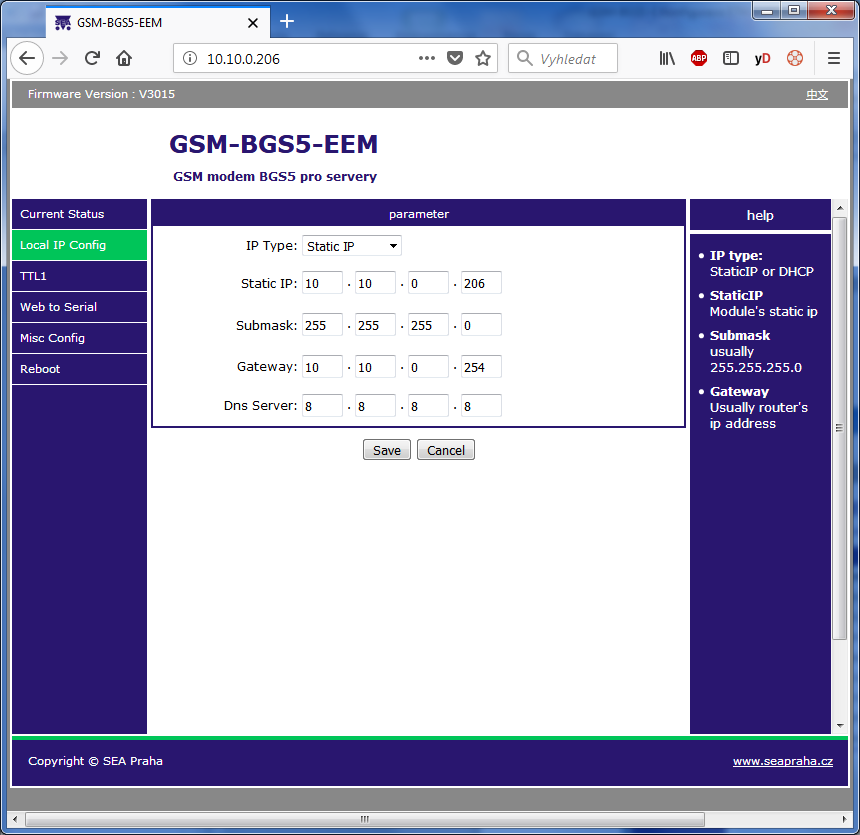 GSM-BGS5-EEM
10.10.0.206
Vyhledat
ABP
yD
Firmware Version : V3015
中文
GSM-BGS5-EEM
GSM modem BGS5 pro servery
Current Status
Local IP Config
TTL1
Web to Serial
Misc Config
Reboot
parameter
IP Type: Static IP
Static IP: 10 . 10 . 0 . 206
Submask: 255 . 255 . 255 . 0
Gateway: 10 . 10 . 0 . 254
Dns Server: 8 . 8 . 8 . 8
Save Cancel
help
IP type:
StaticIP or DHCP
StaticIP
Module's static ip
Submask
usually
255.255.255.0
Gateway
Usually router's
ip address
Copyright © SEA Praha
www.seapraha.cz